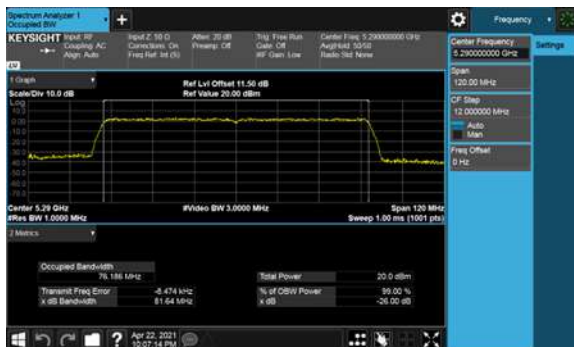 Spectrum Analyzer 1
Occupied BW
Frequency
KEYSIGHT
Input: RF
Coupling: AC
Align: Auto
Input Z: 50 Ω
Corrections: On
Freq Ref: Int (S)
Atten: 20 dB
Preamp: Off
Trig: Free Run
Gate: Off
#IF Gain: Low
Center Freq: 5.290000000 GHz
Avg|Hold: 50/50
Radio Std: None
Center Frequency
5.290000000 GHz
Settings
Span
120.00 MHz
CF Step
12.000000 MHz
Auto
Man
Freq Offset
0 Hz
1 Graph
Scale/Div 10.0 dB
Ref Lvl Offset 11.50 dB
Ref Value 20.00 dBm
Log
Center 5.29 GHz
#Res BW 1.0000 MHz
#Video BW 3.0000 MHz
Span 120 MHz
Sweep 1.00 ms (1001 pts)
2 Metrics
Occupied Bandwidth
76.186 MHz
Total Power
20.0 dBm
Transmit Freq Error
-8.474 kHz
% of OBW Power
99.00 %
x dB Bandwidth
81.64 MHz
x dB
-26.00 dB
?
Apr 22, 2021
10:07:14 PM